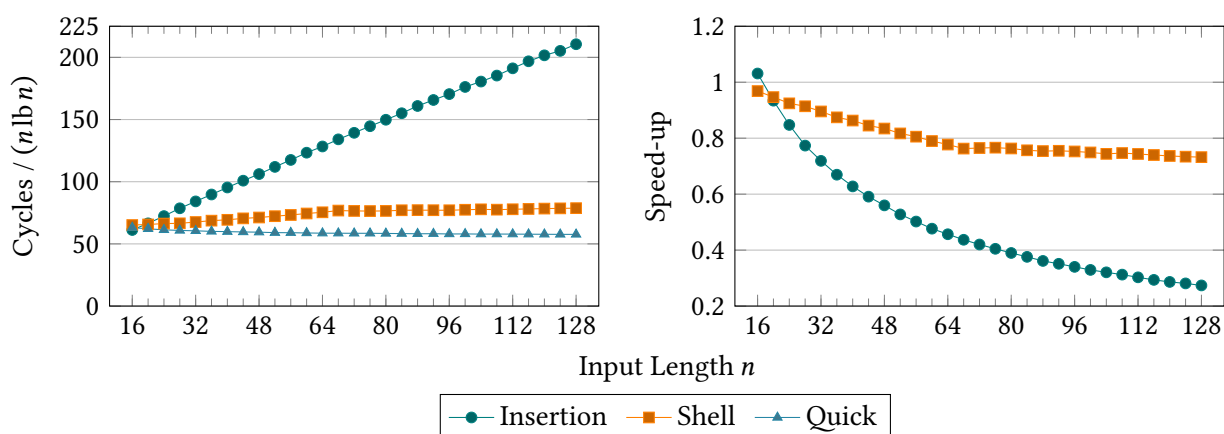 Cycles / (n lb n)
225
200
150
100
50
0
16 32 48 64 80 96 112 128
Speed-up
1.2
1
0.8
0.6
0.4
0.2
16 32 48 64 80 96 112 128
Input Length n
Insertion Shell Quick